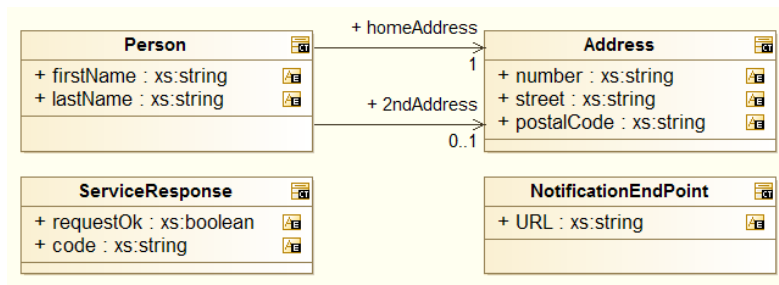 Person
+ firstName : xs:string
+ lastName : xs:string
+ homeAddress
1
+ 2ndAddress
0..1
Address
+ number : xs:string
+ street : xs:string
+ postalCode : xs:string
ServiceResponse
+ requestOk : xs:boolean
+ code : xs:string
NotificationEndPoint
+ URL : xs:string